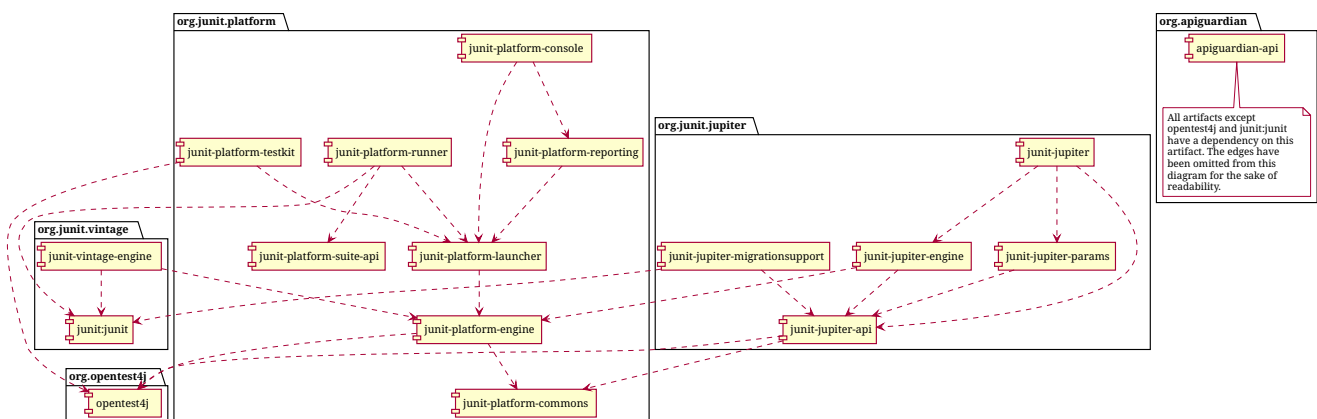 org.junit.platform
org.apiguardian
junit-platform-console
apiguardian-api
All artifacts except
opentest4j and junit:junit
have a dependency on this
artifact. The edges have
been omitted from this
diagram for the sake of
readability.
org.junit.jupiter
junit-platform-testkit
junit-platform-runner
junit-platform-reporting
junit-jupiter
org.junit.vintage
junit-vintage-engine
junit-platform-suite-api
junit-platform-launcher
junit-jupiter-migrationsupport
junit-jupiter-engine
junit-jupiter-params
junit:junit
junit-platform-engine
junit-jupiter-api
org.opentest4j
opentest4j
junit-platform-commons